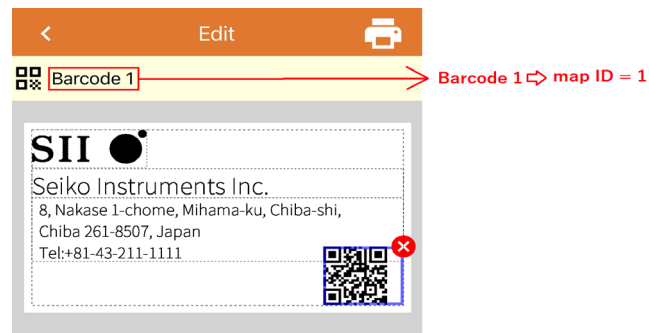 Edit
Barcode 1
Barcode 1 ⇨ map ID = 1
SII
Seiko Instruments Inc.
8, Nakase 1-chome, Mihama-ku, Chiba-shi,
Chiba 261-8507, Japan
Tel:+81-43-211-1111